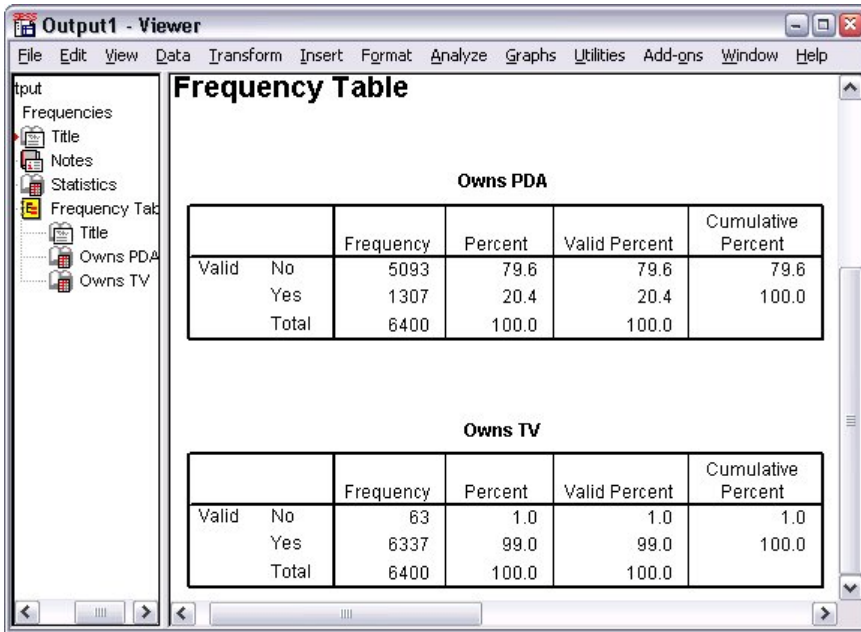 Output1 - Viewer
File Edit View Data Transform Insert Format Analyze Graphs Utilities Add-ons Window Help
tput
Frequencies
Title
Notes
Statistics
Frequency Tab
Title
Owns PDA
Owns TV
Frequency Table
Owns PDA
Frequency Percent Valid Percent Cumulative Percent
Valid No 5093 79.6 79.6 79.6
Yes 1307 20.4 20.4 100.0
Total 6400 100.0 100.0
Owns TV
Frequency Percent Valid Percent Cumulative Percent
Valid No 63 1.0 1.0 1.0
Yes 6337 99.0 99.0 100.0
Total 6400 100.0 100.0